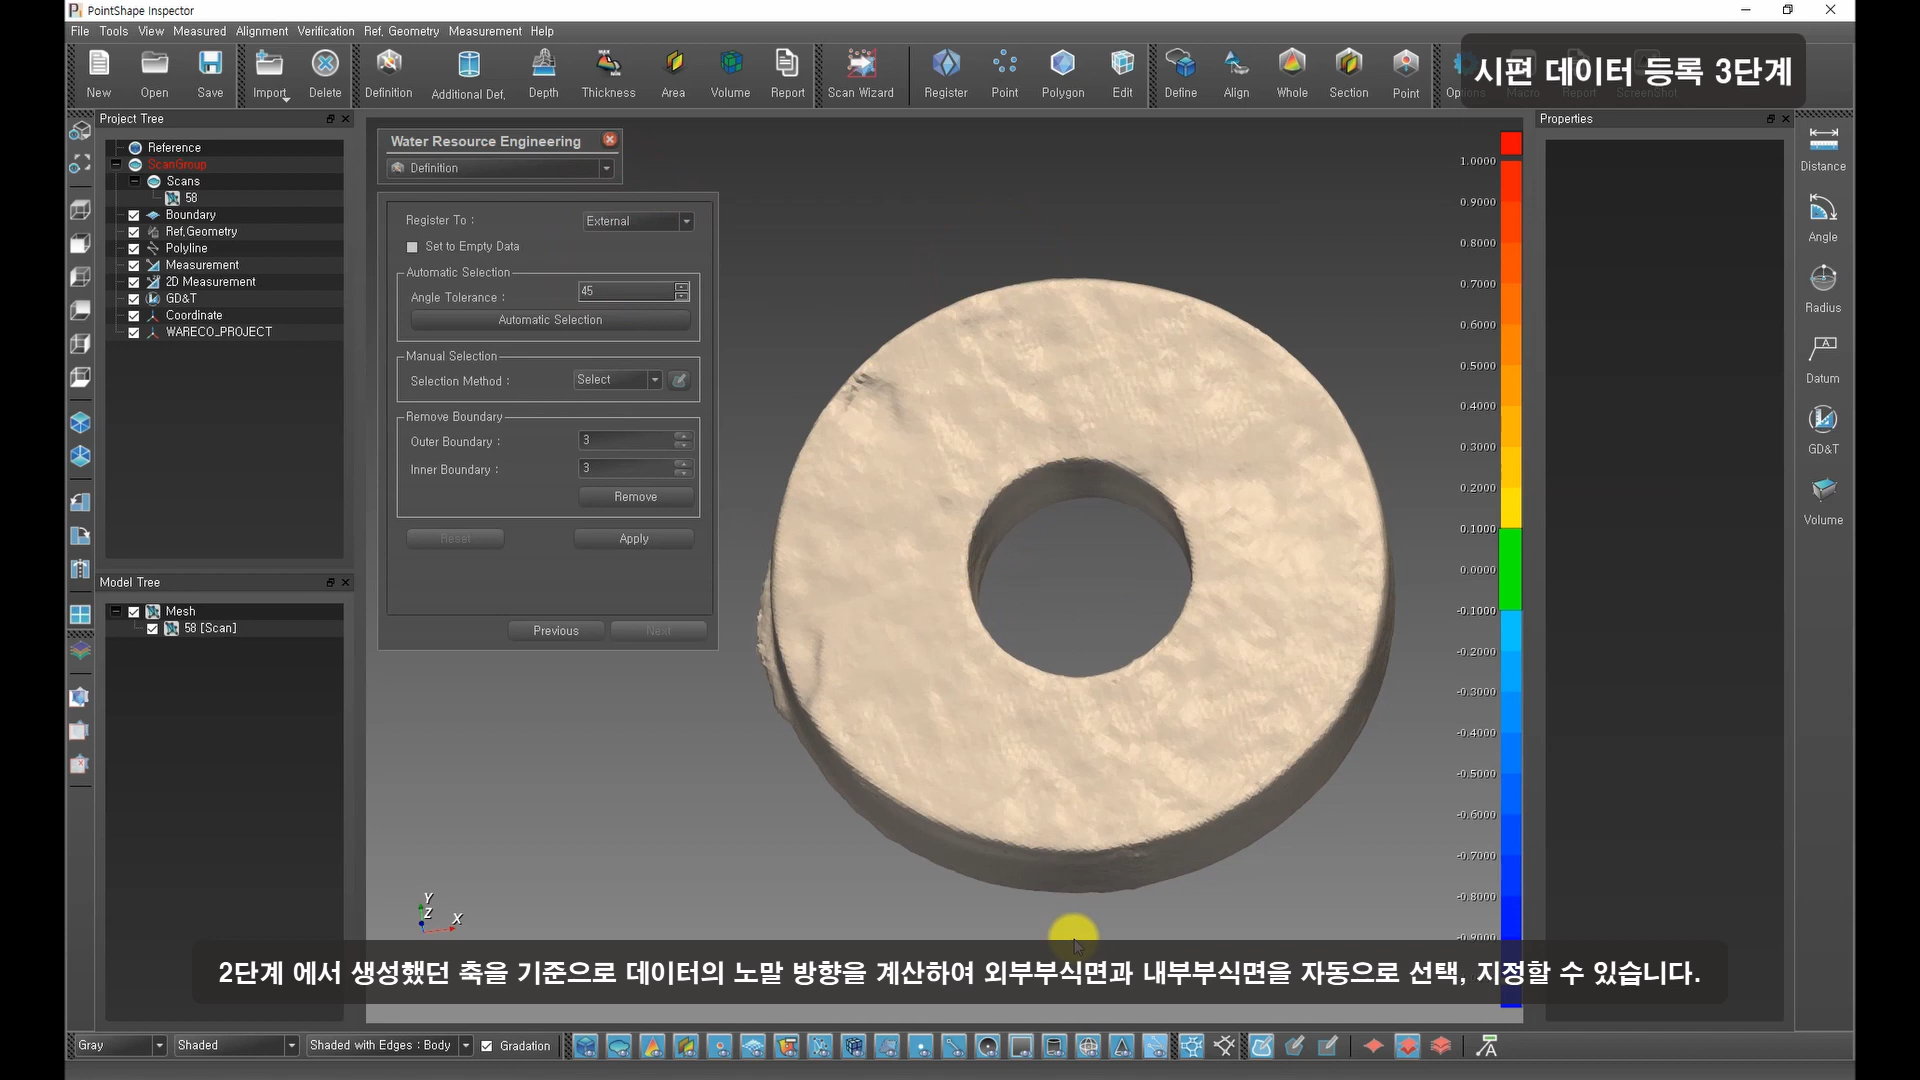 PointShape Inspector
File Tools View Measured Alignment Verification Ref, Geometry Measurement Help
New Open Save Import Delete Definition Additional Def, Depth Thickness Area Volume Report Scan Wizard Register Point Polygon Edit Define Align Whole Section Point Options Macro Report ScreenShot
시편 데이터 등록 3단계
Project Tree
Reference
ScanGroup
Scans
58
Boundary
Ref,Geometry
Polyline
Measurement
2D Measurement
GD&T
Coordinate
WARECO_PROJECT
Model Tree
Mesh
58 [Scan]
Water Resource Engineering
Definition
Register To : External
Set to Empty Data
Automatic Selection
Angle Tolerance : 45
Automatic Selection
Manual Selection
Selection Method : Select
Remove Boundary
Outer Boundary : 3
Inner Boundary : 3
Remove
Reset Apply
Previous Next
1.0000
0.9000
0.8000
0.7000
0.6000
0.5000
0.4000
0.3000
0.2000
0.1000
0.0000
-0.1000
-0.2000
-0.3000
-0.4000
-0.5000
-0.6000
-0.7000
-0.8000
-0.9000
Properties
Distance
Angle
Radius
A
Datum
GD&T
Volume
Y
Z
X
2단계 에서 생성했던 축을 기준으로 데이터의 노말 방향을 계산하여 외부부식면과 내부부식면을 자동으로 선택, 지정할 수 있습니다.
Gray Shaded Shaded with Edges : Body Gradation